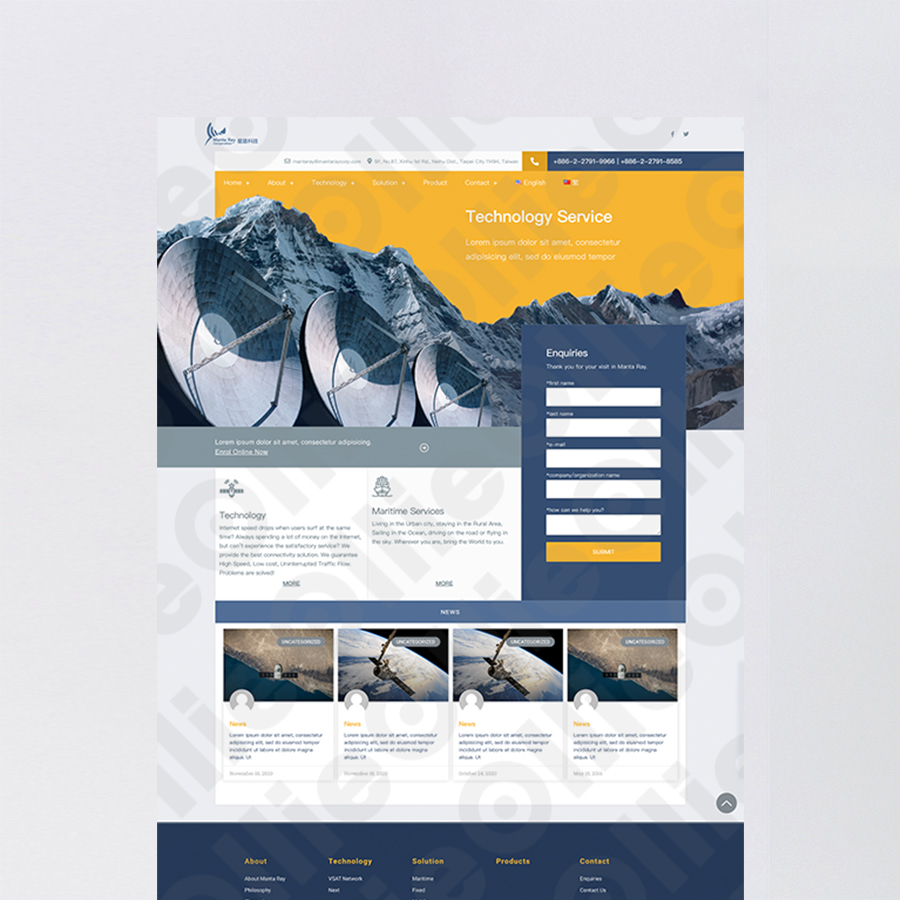 Manta Ray
Corporation
mantaray@mantaraycorp.com
5F., No.87, Xinhu 1st Rd., Neihu Dist., Taipei City 11494, Taiwan
+886-2-2791-9966 | +886-2-2791-8585
Home + About + Technology + Solution + Product Contact + English 繁
Technology Service
Lorem ipsum dolor sit amet, consectetur
adipisicing elit, sed do eiusmod tempor
Enquiries
Thank you for your visit in Manta Ray.
*first name
*last name
*e-mail
*company/organization name
*how can we help you?
SUBMIT
Lorem ipsum dolor sit amet, consectetur adipisicing.
Enrol Online Now
Technology
Internet speed drops when users surf at the same
time? Always spending a lot of money on the Internet,
but can't experience the satisfactory service? We
provide the best connectivity solution. We guarantee
High Speed, Low cost, Uninterrupted Traffic Flow.
Problems are solved!
MORE
Maritime Services
Living in the Urban city, staying in the Rural Area,
Sailing in the Ocean, driving on the road or flying in
the sky. Wherever you are, bring the World to you.
MORE
NEWS
UNCATEGORIZED
News
Lorem ipsum dolor sit amet, consectetur
adipisicing elit, sed do eiusmod tempor
incididunt ut labore et dolore magna
aliqua. Ut
November 10, 2020
UNCATEGORIZED
News
Lorem ipsum dolor sit amet, consectetur
adipisicing elit, sed do eiusmod tempor
incididunt ut labore et dolore magna
aliqua. Ut
November 10, 2020
UNCATEGORIZED
News
Lorem ipsum dolor sit amet, consectetur
adipisicing elit, sed do eiusmod tempor
incididunt ut labore et dolore magna
aliqua. Ut
October 24, 2020
UNCATEGORIZED
News
Lorem ipsum dolor sit amet, consectetur
adipisicing elit, sed do eiusmod tempor
incididunt ut labore et dolore magna
aliqua. Ut
About
About Manta Ray
Philosophy
Technology
VSAT Network
Next
Solution
Maritime
Fixed
Products
Contact
Enquiries
Contact Us
Ollie